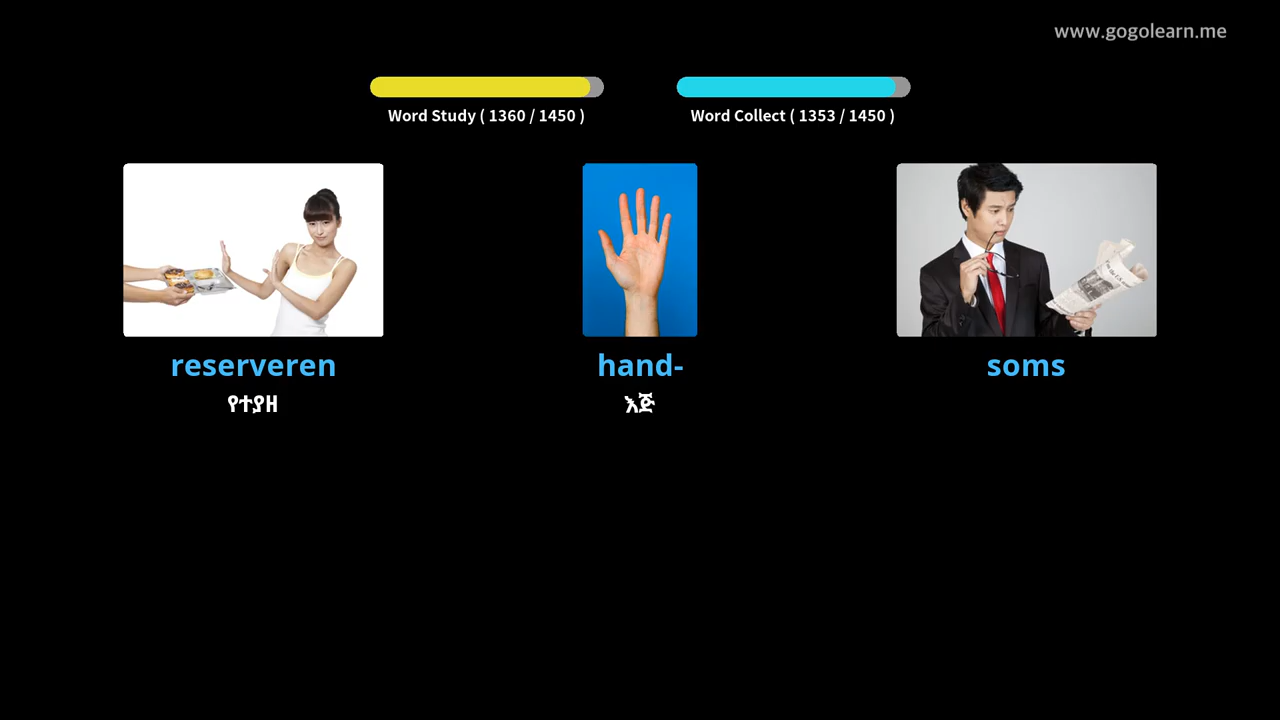 www.gogolearn.me
Word Study ( 1360 / 1450 )
Word Collect ( 1353 / 1450 )
reserveren
hand-
soms
የተያዘ
እጅ